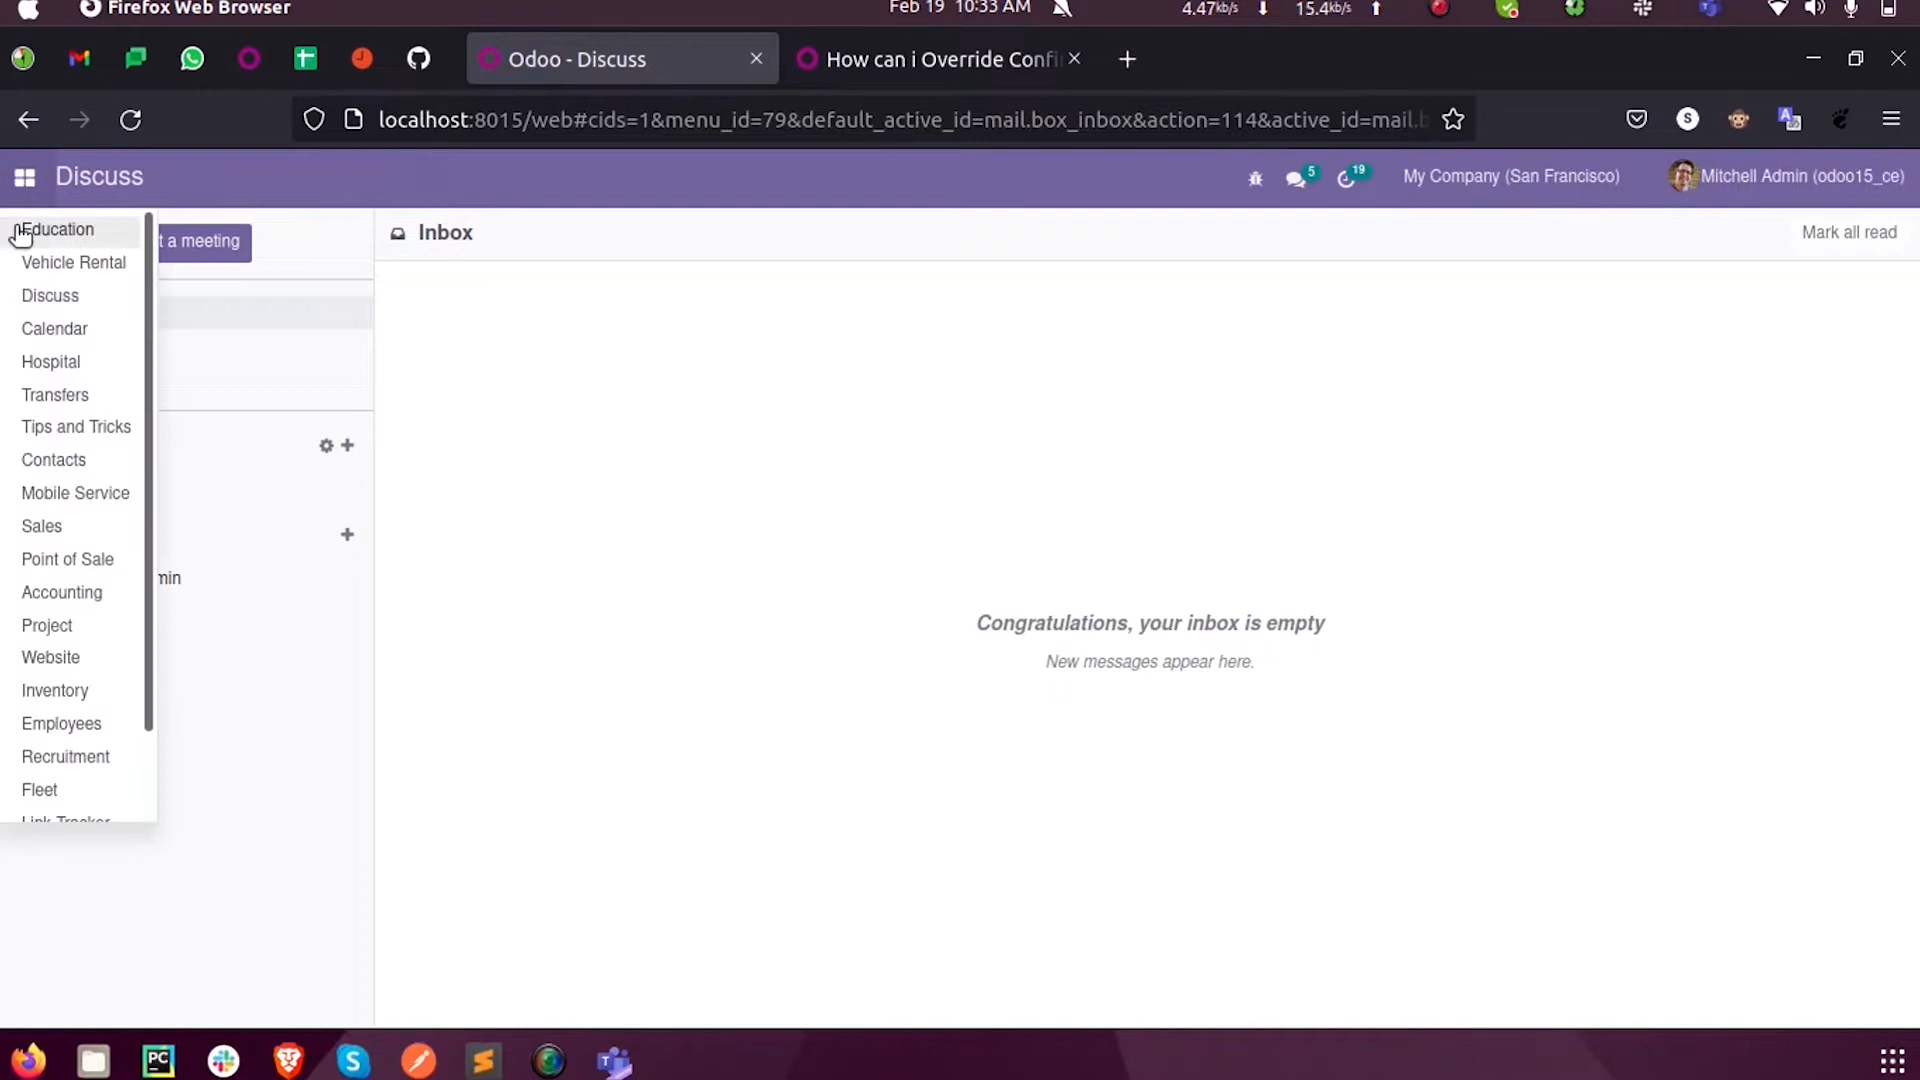 Firefox Web Browser
Feb 19 10:33 AM
4.47kb/s
15.4kb/s
Odoo - Discuss
How can i Override Confi
localhost:8015/web#cids=1&menu_id=79&default_active_id=mail.box_inbox&action=114&active_id=mail.b
S
Discuss
5
19
My Company (San Francisco)
Mitchell Admin (odoo15_ce)
Education
t a meeting
Inbox
Mark all read
Vehicle Rental
Discuss
Calendar
Hospital
Transfers
Tips and Tricks
Contacts
Mobile Service
Sales
Point of Sale
Accounting
min
Project
Website
Inventory
Employees
Recruitment
Fleet
Link Tracker
Congratulations, your inbox is empty
New messages appear here.
PC